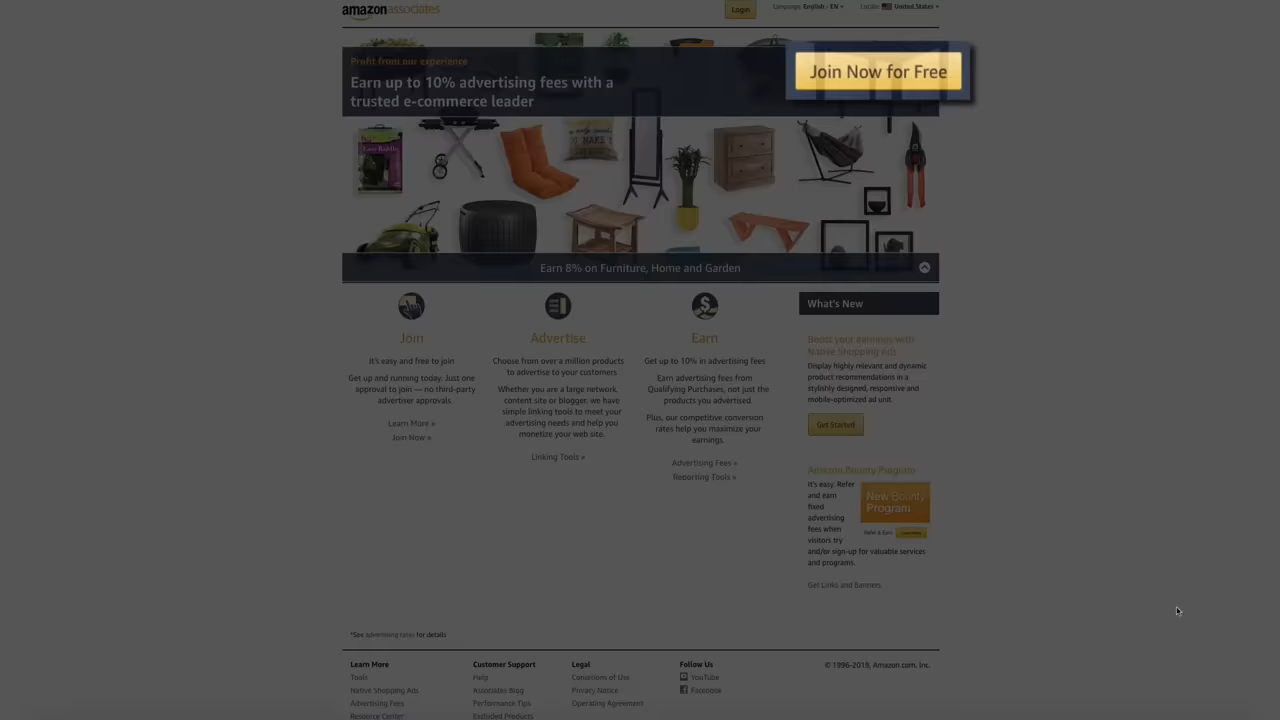 amazonassociates
Login
Language: English - EN
Locale: United States
Profit from our experience
Earn up to 10% advertising fees with a
trusted e-commerce leader
Join Now for Free
Earn 8% on Furniture, Home and Garden
Join
It's easy and free to join
Get up and running today. Just one
approval to join — no third-party
advertiser approvals.
Learn More »
Join Now »
Advertise
Choose from over a million products
to advertise to your customers
Whether you are a large network,
content site or blogger, we have
simple linking tools to meet your
advertising needs and help you
monetize your web site.
Linking Tools »
Earn
Get up to 10% in advertising fees
Earn advertising fees from
Qualifying Purchases, not just the
products you advertised.
Plus, our competitive conversion
rates help you maximize your
earnings.
Advertising Fees »
Reporting Tools »
What's New
Boost your earnings with
Native Shopping Ads
Display highly relevant and dynamic
product recommendations in a
stylishly designed, responsive and
mobile-optimized ad unit.
Get Started
Amazon Bounty Program
It's easy. Refer
and earn
fixed
advertising
fees when
visitors try
and/or sign-up for valuable services
and programs.
New Bounty
Program
Refer & Earn
Get Links and Banners
*See advertising rates for details
Learn More
Tools
Native Shopping Ads
Advertising Fees
Resource Center
Customer Support
Help
Associates Blog
Performance Tips
Excluded Products
Legal
Conditions of Use
Privacy Notice
Operating Agreement
Follow Us
YouTube
Facebook
© 1996-2019, Amazon.com, Inc.